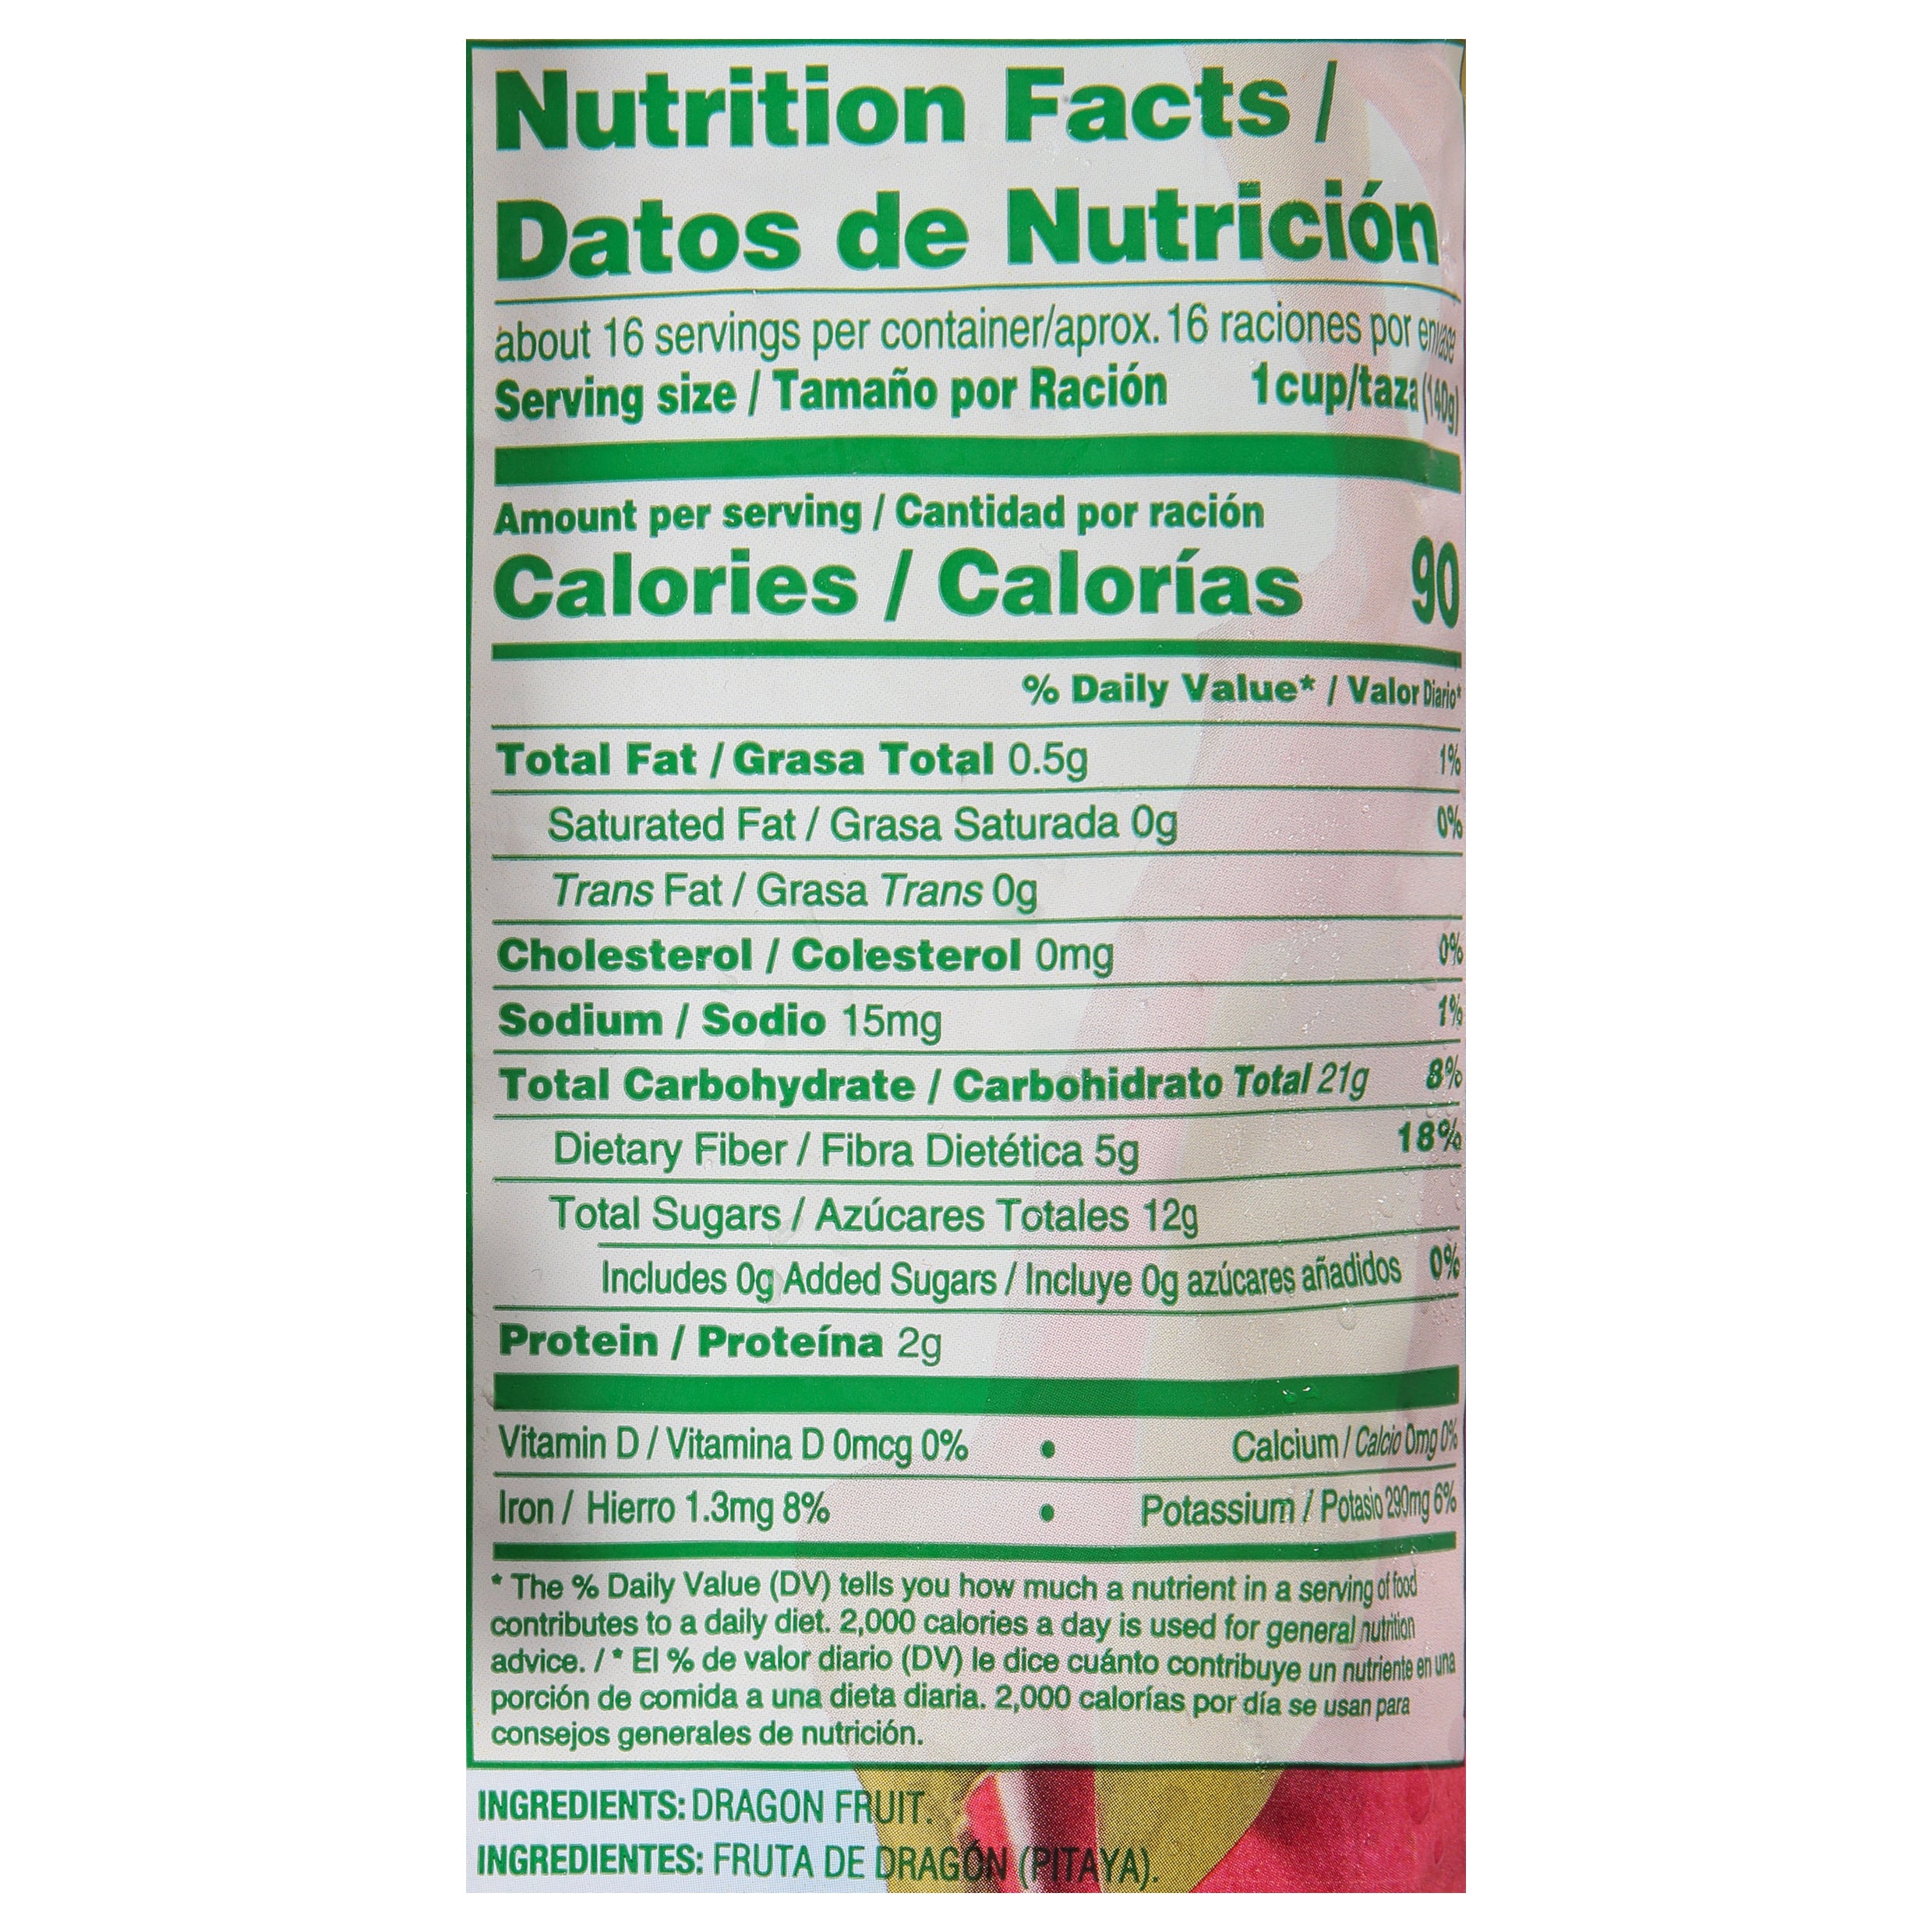 Nutrition Facts /
Datos de Nutrición
about 16 servings per container/aprox. 16 raciones por envase
Serving size / Tamaño por Ración 1cup/taza (140g)
Amount per serving / Cantidad por ración
Calories / Calorías 90
% Daily Value* / Valor Diario*
Total Fat / Grasa Total 0.5g 1%
Saturated Fat / Grasa Saturada 0g 0%
Trans Fat / Grasa Trans 0g
Cholesterol / Colesterol 0mg 0%
Sodium / Sodio 15mg 1%
Total Carbohydrate / Carbohidrato Total 21g 8%
Dietary Fiber / Fibra Dietética 5g 18%
Total Sugars / Azúcares Totales 12g
Includes 0g Added Sugars / Incluye 0g azúcares añadidos 0%
Protein / Proteína 2g
Vitamin D / Vitamina D 0mcg 0% • Calcium / Calcio 0mg 0%
Iron / Hierro 1.3mg 8% • Potassium / Potasio 290mg 6%
* The % Daily Value (DV) tells you how much a nutrient in a serving of food
contributes to a daily diet. 2,000 calories a day is used for general nutrition
advice. / * El % de valor diario (DV) le dice cuánto contribuye un nutriente en una
porción de comida a una dieta diaria. 2,000 calorías por día se usan para
consejos generales de nutrición.
INGREDIENTS: DRAGON FRUIT.
INGREDIENTES: FRUTA DE DRAGÓN (PITAYA).